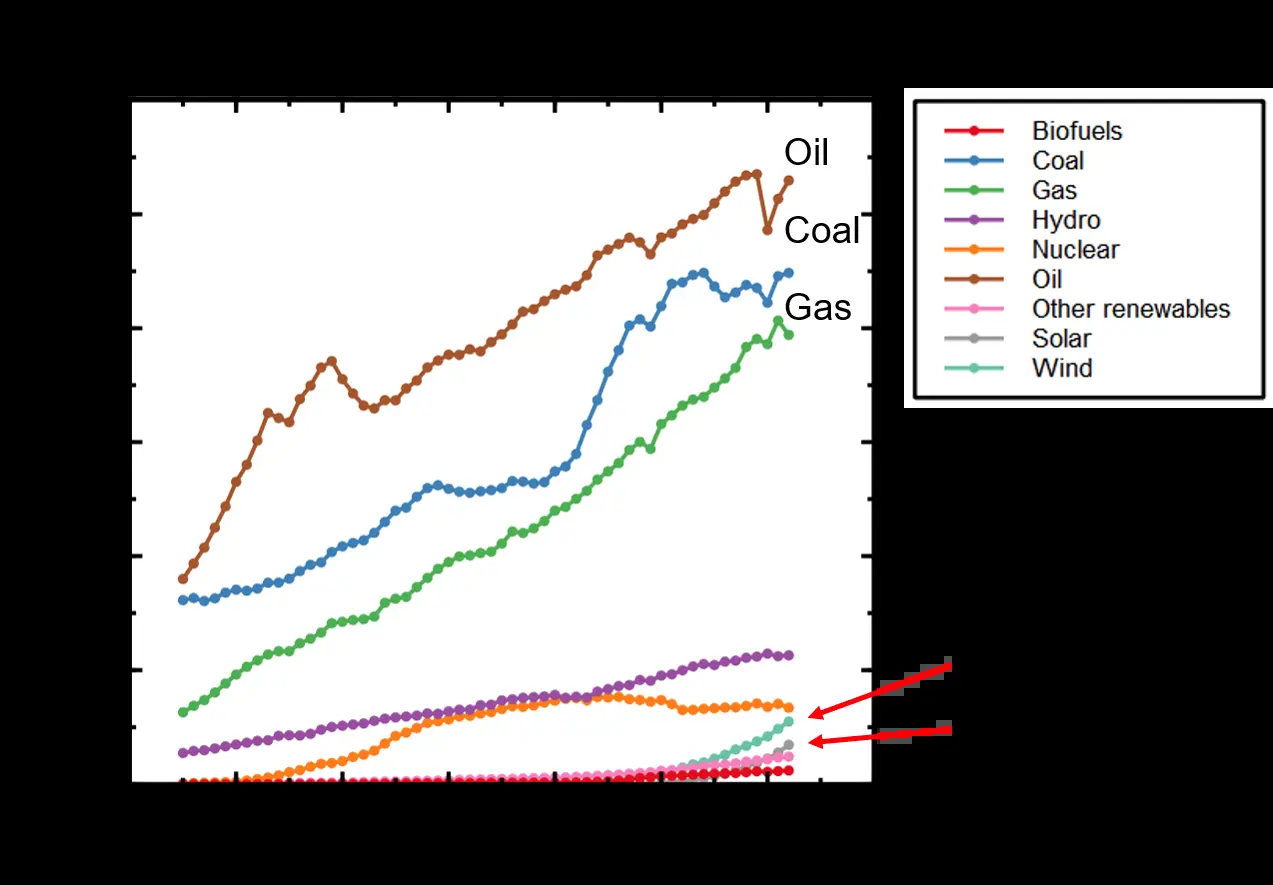 Oil
Coal
Gas
Biofuels
Coal
Gas
Hydro
Nuclear
Oil
Other renewables
Solar
Wind